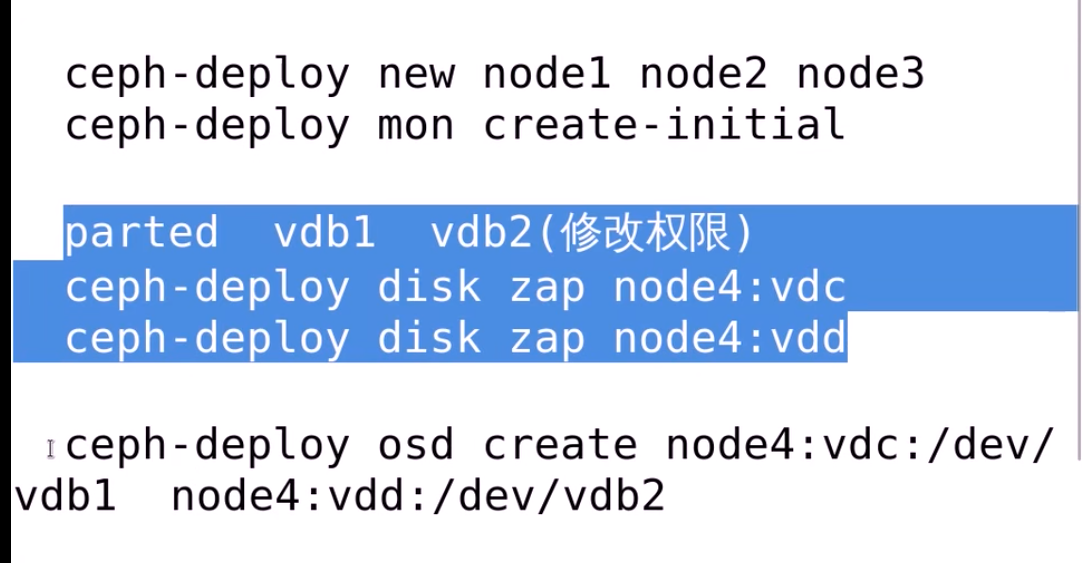 ceph-deploy new node1 node2 node3
ceph-deploy mon create-initial
parted  vdb1  vdb2(修改权限)
ceph-deploy disk zap node4:vdc
ceph-deploy disk zap node4:vdd
ceph-deploy osd create node4:vdc:/dev/
vdb1  node4:vdd:/dev/vdb2